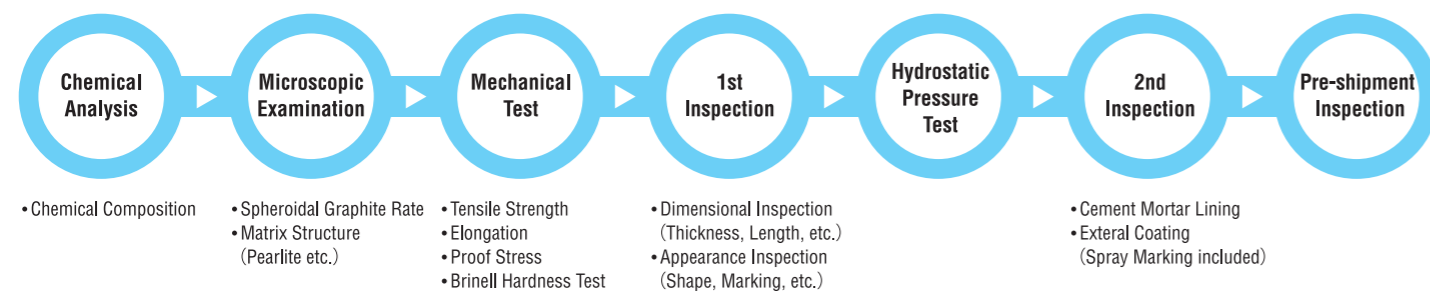 Chemical
Analysis
Microscopic
Examination
Mechanical
Test
1st
Inspection
Hydrostatic
Pressure
Test
2nd
Inspection
Pre-shipment
Inspection
•Chemical Composition
•Spheroidal Graphite Rate
•Matrix Structure
(Pearlite etc.)
•Tensile Strength
•Elongation
•Proof Stress
•Brinell Hardness Test
•Dimensional Inspection
(Thickness, Length, etc.)
•Appearance Inspection
(Shape, Marking, etc.)
•Cement Mortar Lining
•Exteral Coating
(Spray Marking included)